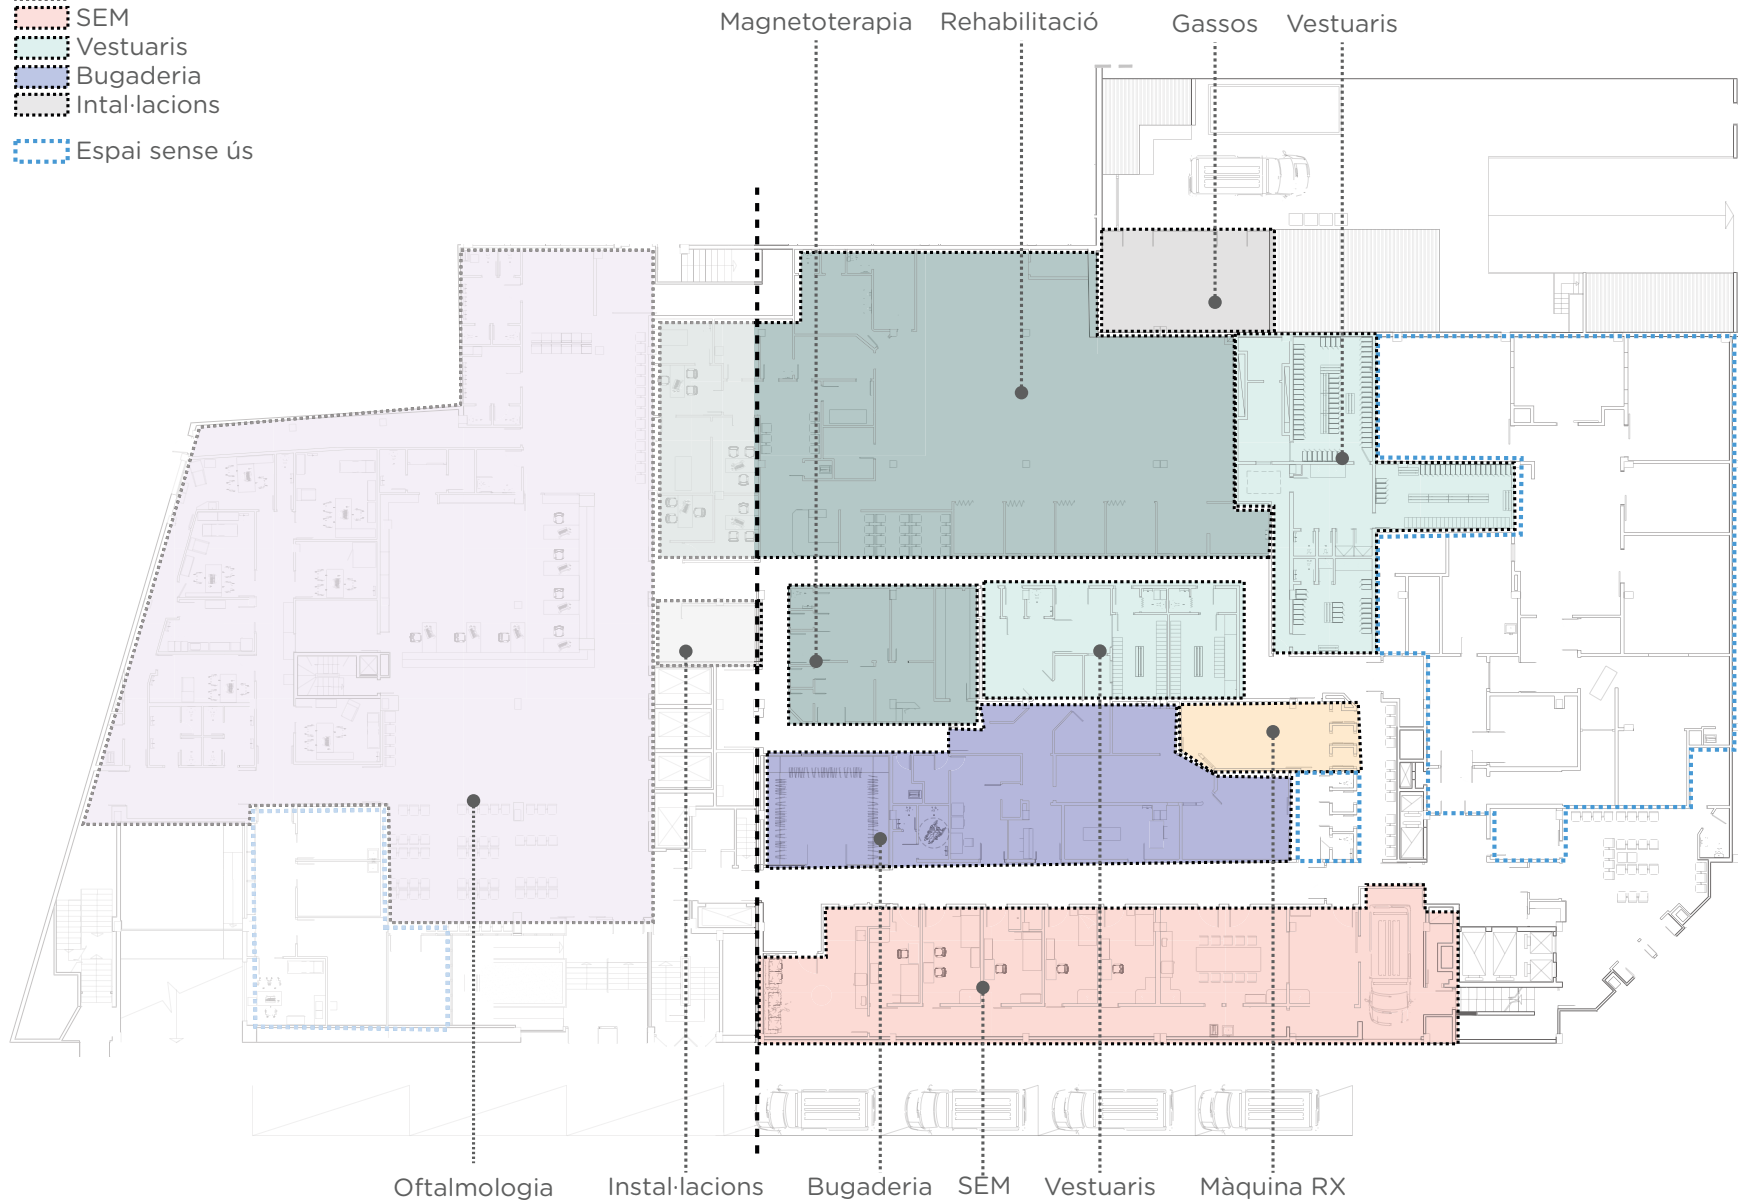 SEM
Vestuaris
Bugaderia
Intal·lacions
Espai sense ús
Magnetoterapia
Rehabilitació
Gassos
Vestuaris
Oftalmologia
Instal·lacions
Bugaderia
SEM
Vestuaris
Màquina RX